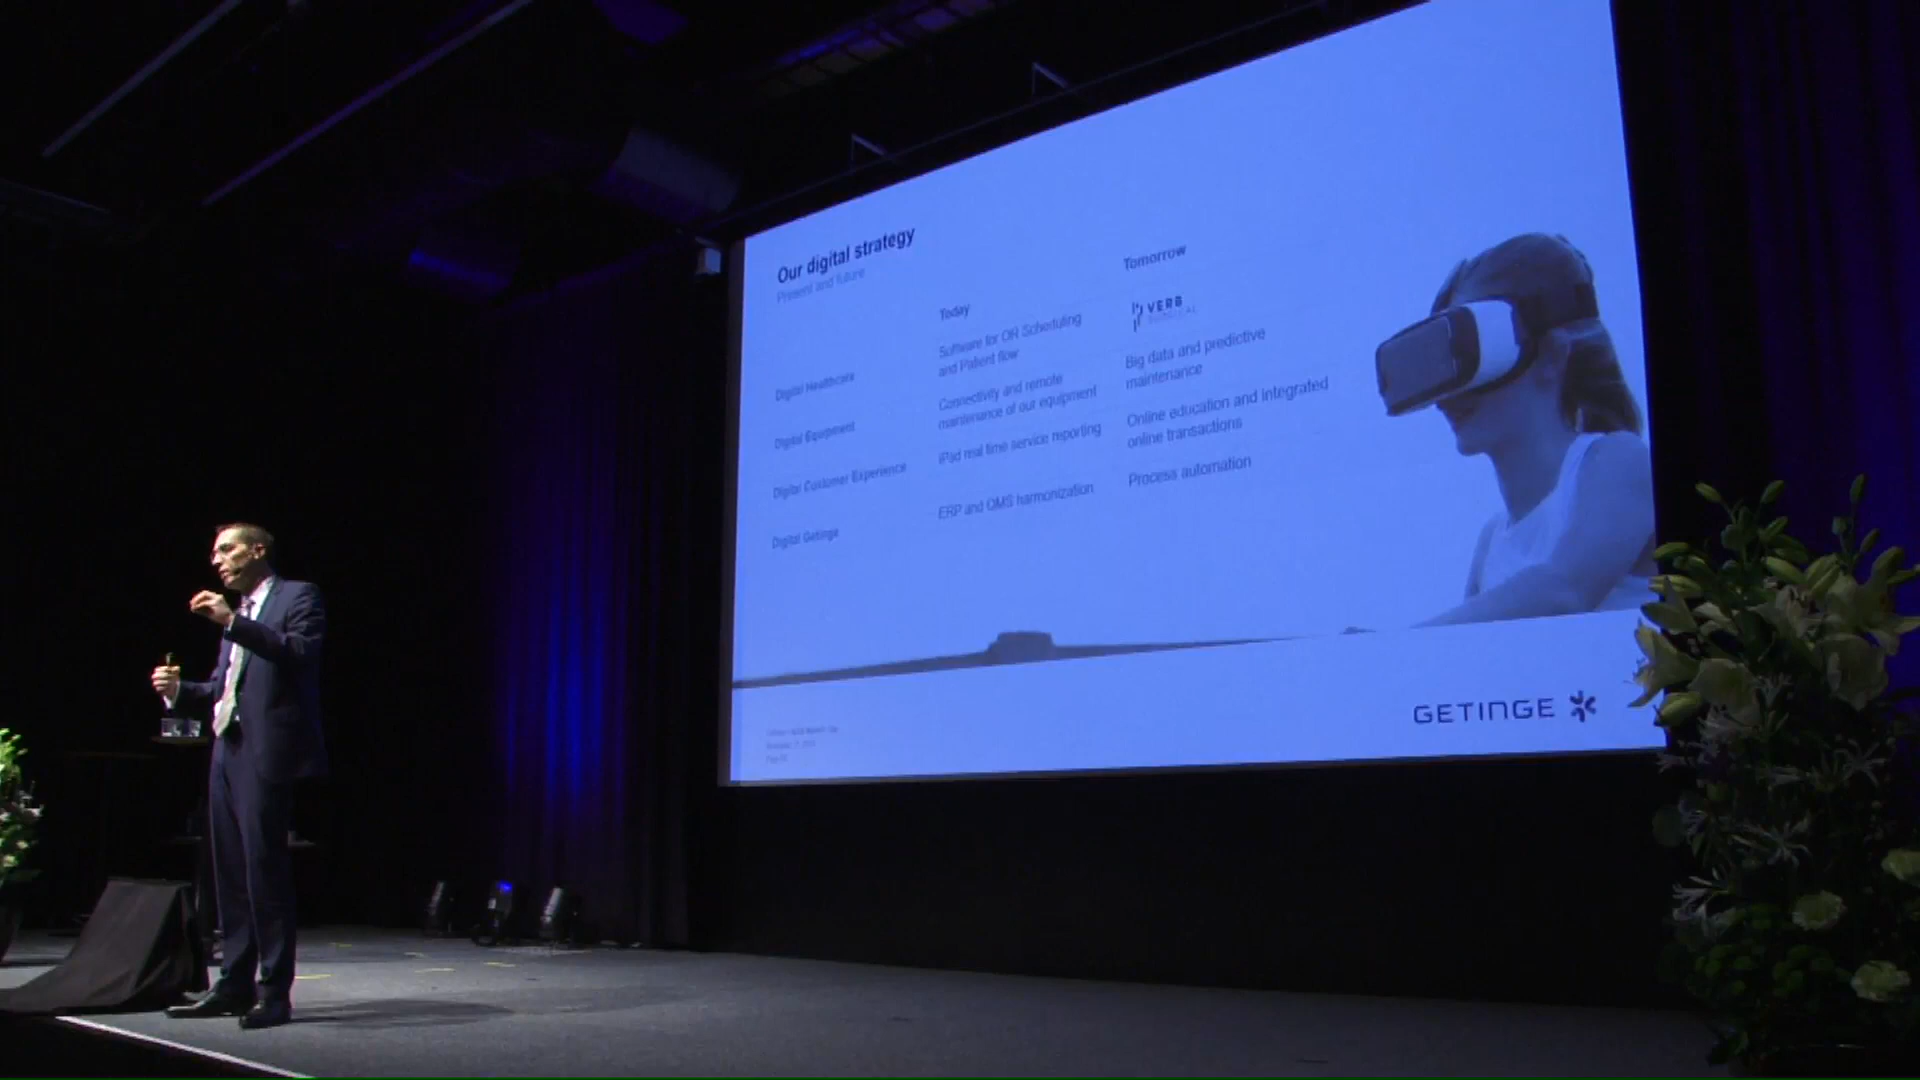 Our digital strategy
Present and future
Today
Tomorrow
Digital Healthcare
Software for OR Scheduling
and Patient flow
VERB
SURGICAL
Digital Equipment
Connectivity and remote
maintenance of our equipment
Big data and predictive
maintenance
Digital Customer Experience
iPad real time service reporting
Online education and integrated
online transactions
Digital Getinge
ERP and QMS harmonization
Process automation
GETINGE